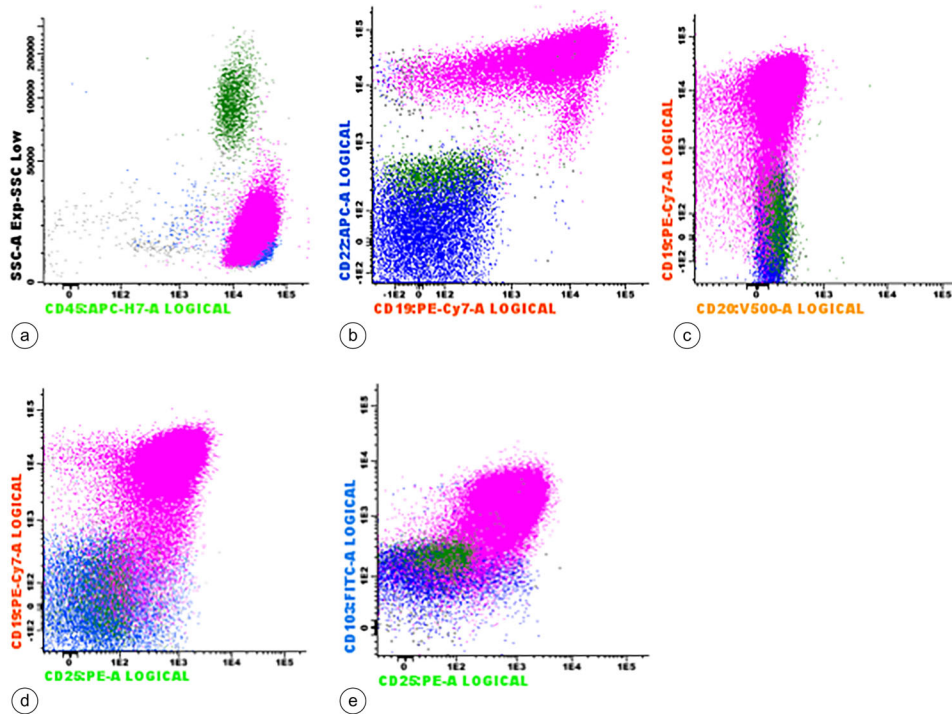 SSC-A Exp-SSC Low
200000
100000
50000
0
0
1E2
1E3
1E4
1E5
CD45:APC-H7-A LOGICAL
a
CD22:APC-A LOGICAL
1E5
1E4
1E3
1E2
0
-1E2
-1E2
0
1E2
1E3
1E4
1E5
CD19:PE-Cy7-A LOGICAL
b
CD19:PE-Cy7-A LOGICAL
1E5
1E4
1E3
1E2
0
-1E2
0
1E3
1E4
1E5
CD20:V500-A LOGICAL
c
CD19:PE-Cy7-A LOGICAL
1E5
1E4
1E3
1E2
0
-1E2
0
1E2
1E3
1E4
1E5
CD25:PE-A LOGICAL
d
CD103:FITC-A LOGICAL
1E5
1E4
1E3
1E2
0
0
1E2
1E3
1E4
1E5
CD25:PE-A LOGICAL
e